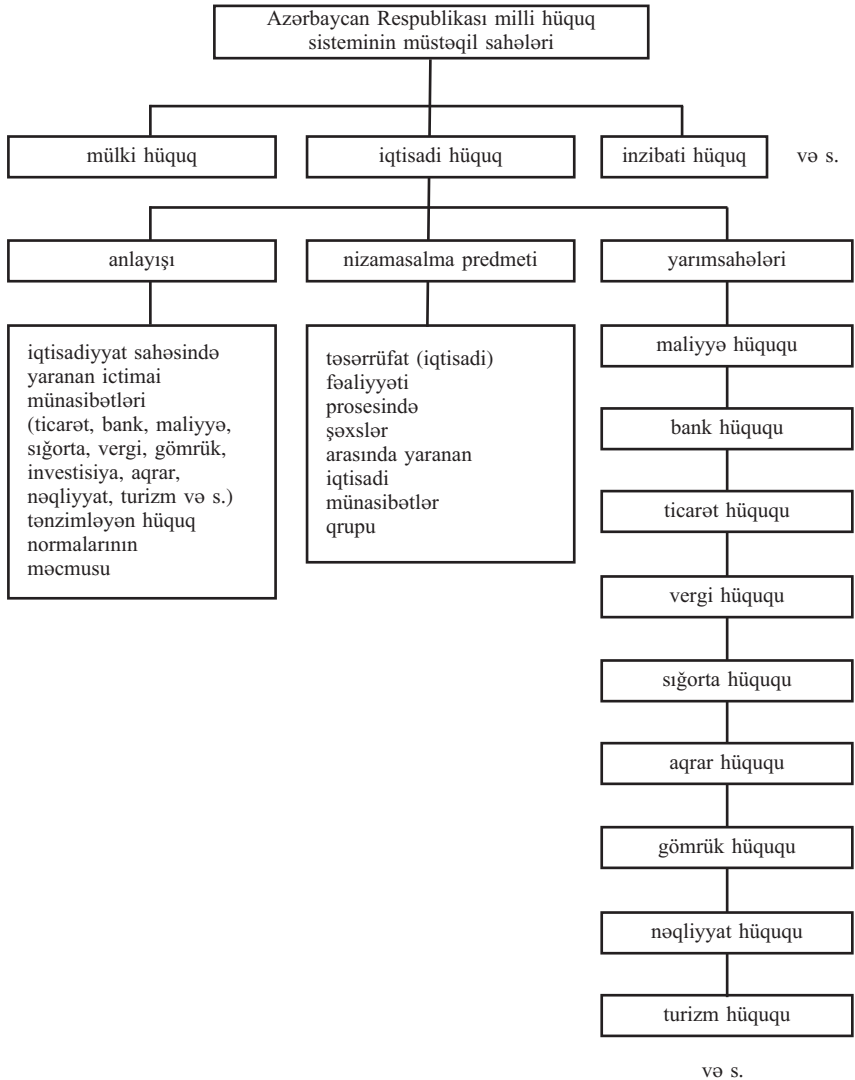 Azərbaycan Respublikası milli hüquq
sisteminin müstəqil sahələri
mülki hüquq
iqtisadi hüquq
inzibati hüquq
və s.
anlayışı
nizamasalma predmeti
yarımsahələri
iqtisadiyyat sahəsində
yaranan ictimai
münasibətləri
(ticarət, bank, maliyyə,
sığorta, vergi, gömrük,
investisiya, aqrar,
nəqliyyat, turizm və s.)
tənzimləyən hüquq
normalarının
məcmusu
təsərrüfat (iqtisadi)
fəaliyyəti
prosesində
şəxslər
arasında yaranan
iqtisadi
münasibətlər
qrupu
maliyyə hüququ
bank hüququ
ticarət hüququ
vergi hüququ
sığorta hüququ
aqrar hüququ
gömrük hüququ
nəqliyyat hüququ
turizm hüququ
və s.